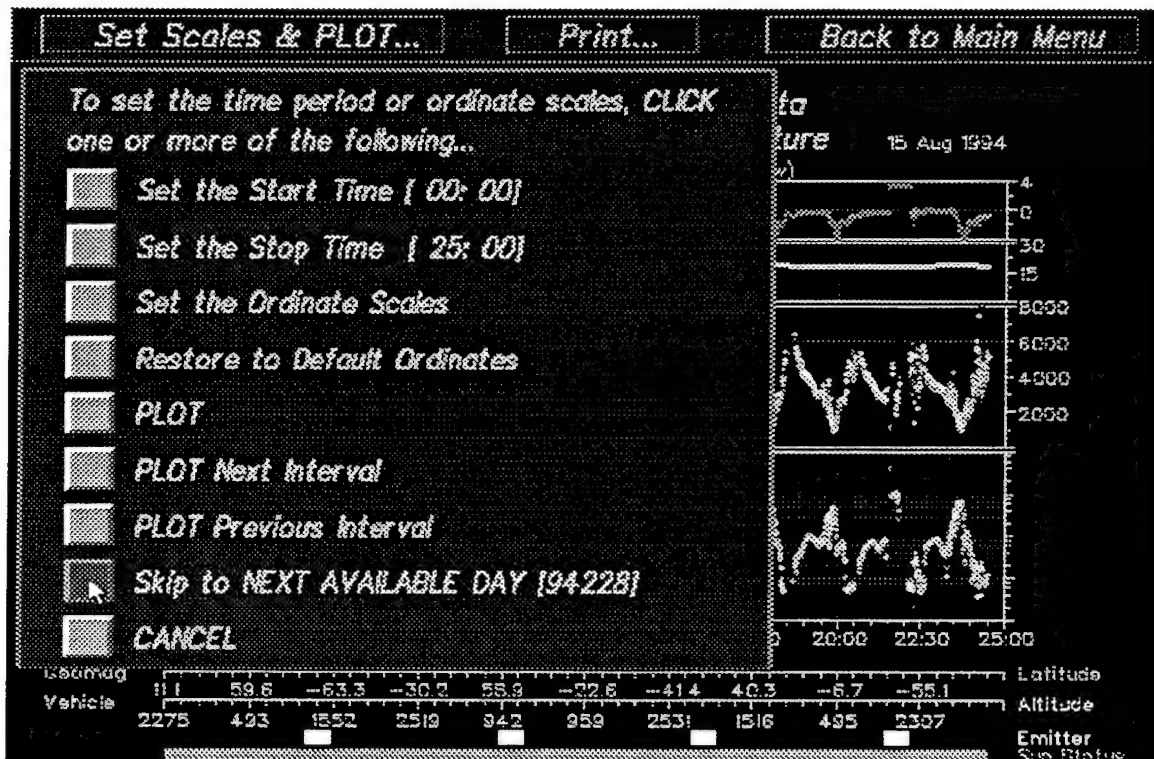 Set Scales & PLOT... Print... Back to Main Menu
To set the time period or ordinate scales, CLICK
one or more of the following...
Set the Start Time [ 00: 00]
Set the Stop Time [ 25: 00]
Set the Ordinate Scales
Restore to Default Ordinates
PLOT
PLOT Next Interval
PLOT Previous Interval
Skip to NEXT AVAILABLE DAY [94228]
CANCEL
ta
ture 15 Aug 1994
4
0
30
15
8000
6000
4000
2000
20:00 22:30 25:00
Geomag 11.1 59.6 -63.3 -30.2 -22.6 -41.4 40.3 -6.7 -55.1 Latitude
Vehicle 2275 493 1552 2519 942 959 2531 1516 495 2307 Altitude
Emitter
Sun Status